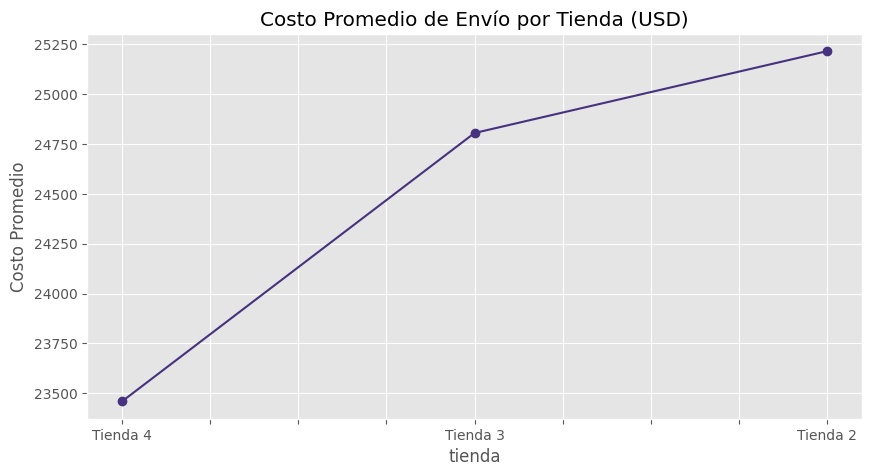 Costo Promedio de Envío por Tienda (USD)
Costo Promedio
25250
25000
24750
24500
24250
24000
23750
23500
Tienda 4
Tienda 3
Tienda 2
tienda